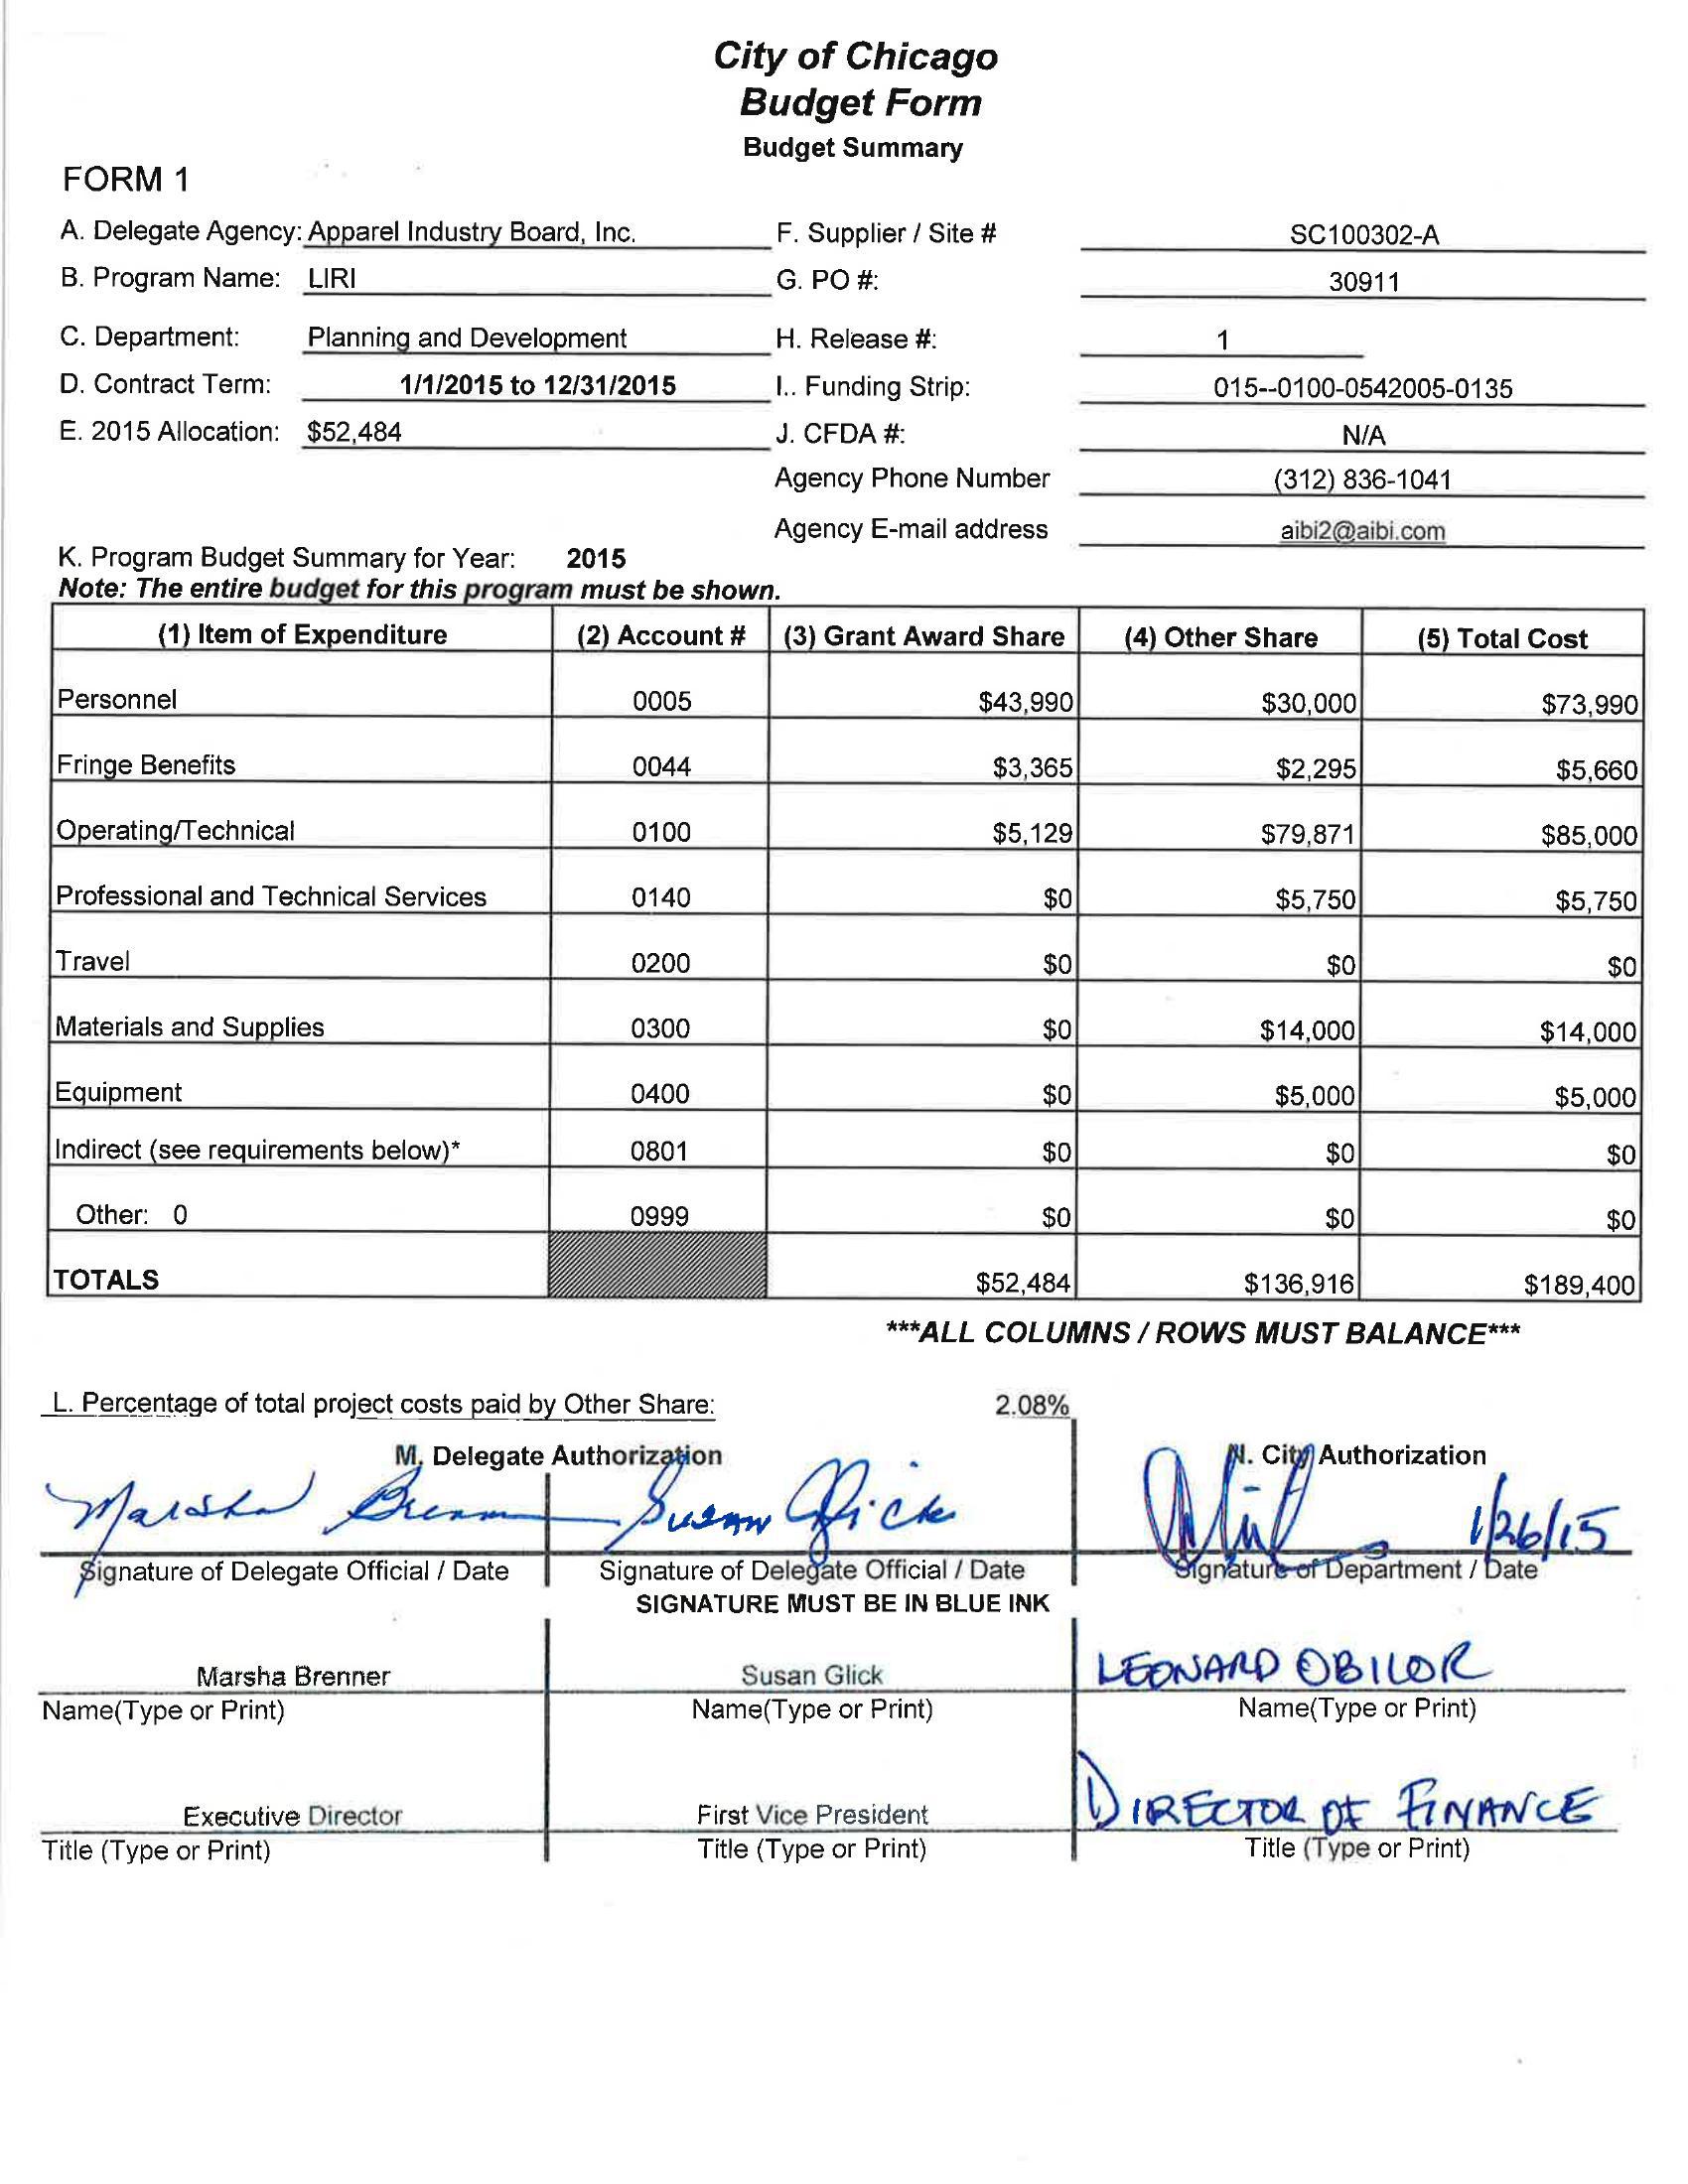 City of Chicago
Budget Form
Budget Summary
FORM 1
A. Delegate Agency: Apparel Industry Board, Inc. F. Supplier / Site # SC100302-A
B. Program Name: LIRI G. PO #: 30911
C. Department: Planning and Development H. Release #: 1
D. Contract Term: 1/1/2015 to 12/31/2015 I.. Funding Strip: 015--0100-0542005-0135
E. 2015 Allocation: $52,484 J. CFDA #: N/A
Agency Phone Number (312) 836-1041
Agency E-mail address aibi2@aibi.com
K. Program Budget Summary for Year: 2015
Note: The entire budget for this program must be shown.
(1) Item of Expenditure (2) Account # (3) Grant Award Share (4) Other Share (5) Total Cost
Personnel 0005 $43,990 $30,000 $73,990
Fringe Benefits 0044 $3,365 $2,295 $5,660
Operating/Technical 0100 $5,129 $79,871 $85,000
Professional and Technical Services 0140 $0 $5,750 $5,750
Travel 0200 $0 $0 $0
Materials and Supplies 0300 $0 $14,000 $14,000
Equipment 0400 $0 $5,000 $5,000
Indirect (see requirements below)* 0801 $0 $0 $0
Other: 0 0999 $0 $0 $0
TOTALS $52,484 $136,916 $189,400
***ALL COLUMNS / ROWS MUST BALANCE***
L. Percentage of total project costs paid by Other Share: 2.08%
M. Delegate Authorization N. City Authorization
Marsha Brenner Susan Glick 1/26/15
Signature of Delegate Official / Date Signature of Delegate Official / Date Signature of Department / Date
SIGNATURE MUST BE IN BLUE INK
Marsha Brenner Susan Glick LEONARD OBILOR
Name(Type or Print) Name(Type or Print) Name(Type or Print)
Executive Director First Vice President DIRECTOR OF FINANCE
Title (Type or Print) Title (Type or Print) Title (Type or Print)